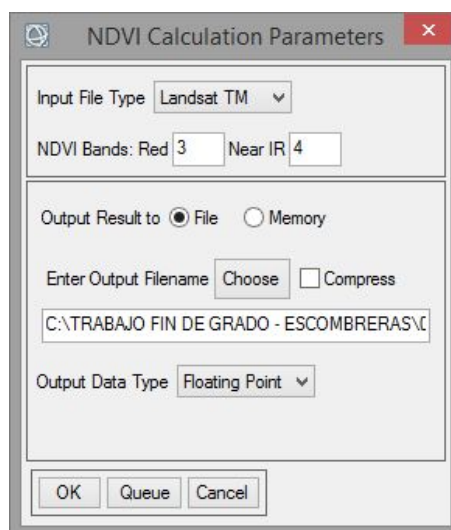 NDVI Calculation Parameters
Input File Type Landsat TM
NDVI Bands: Red 3 Near IR 4
Output Result to File Memory
Enter Output Filename Choose Compress
C:\TRABAJO FIN DE GRADO - ESCOMBRERAS\
Output Data Type Floating Point
OK Queue Cancel